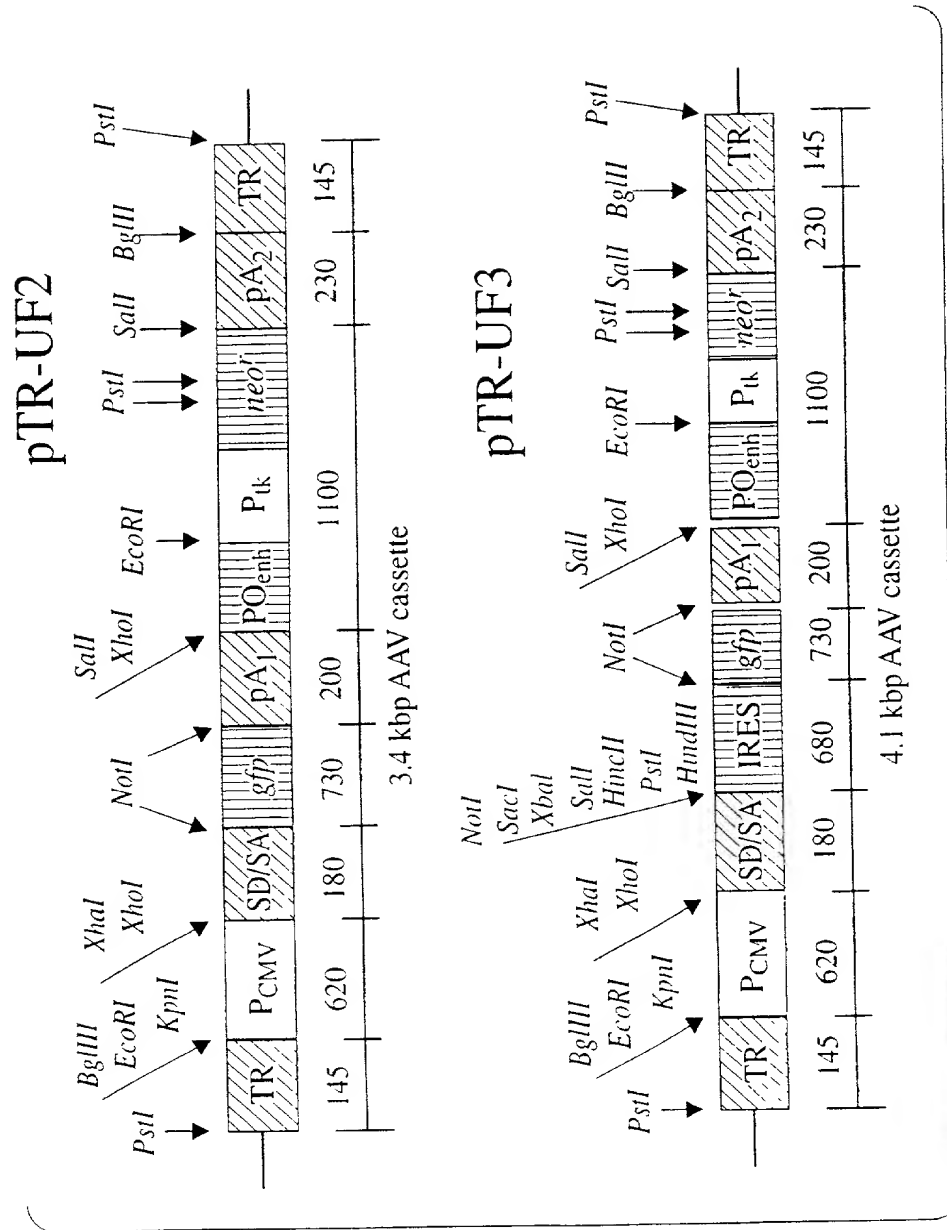 pTR-UF2
PstI
BglIII
EcoRI
KpnI
XhaI
XhoI
NotI
SalI
XhoI
EcoRI
PstI
SalI
BglII
PstI
TR
PCMV
SD/SA
gfp
pA1
POenh
Ptk
neor
pA2
TR
145
620
180
730
200
1100
230
145
3.4 kbp AAV cassette
pTR-UF3
PstI
BglIII
EcoRI
KpnI
XhaI
XhoI
NotI
SacI
XbaI
SalI
HincII
PstI
HindIII
NotI
SalI
XhoI
EcoRI
PstI
SalI
BglII
PstI
TR
PCMV
SD/SA
IRES
gfp
pA1
POenh
Ptk
neor
pA2
TR
145
620
180
680
730
200
1100
230
145
4.1 kbp AAV cassette